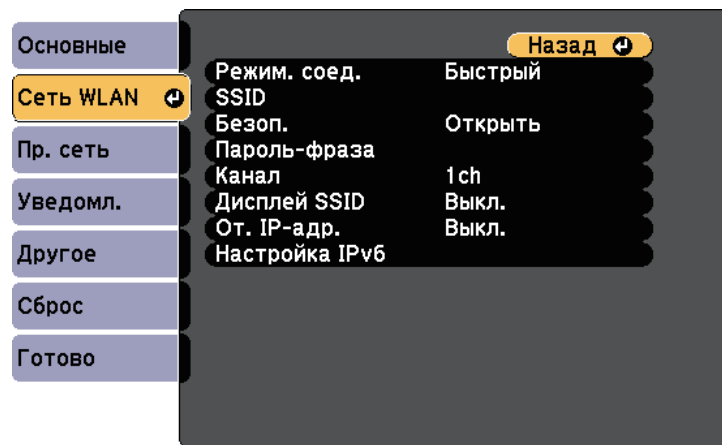 Основные
Сеть WLAN
Пр. сеть
Уведомл.
Другое
Сброс
Готово
Назад
Режим. соед. Быстрый
SSID
Безоп. Открыть
Пароль-фраза
Канал 1ch
Дисплей SSID Выкл.
От. IP-адр. Выкл.
Настройка IPv6